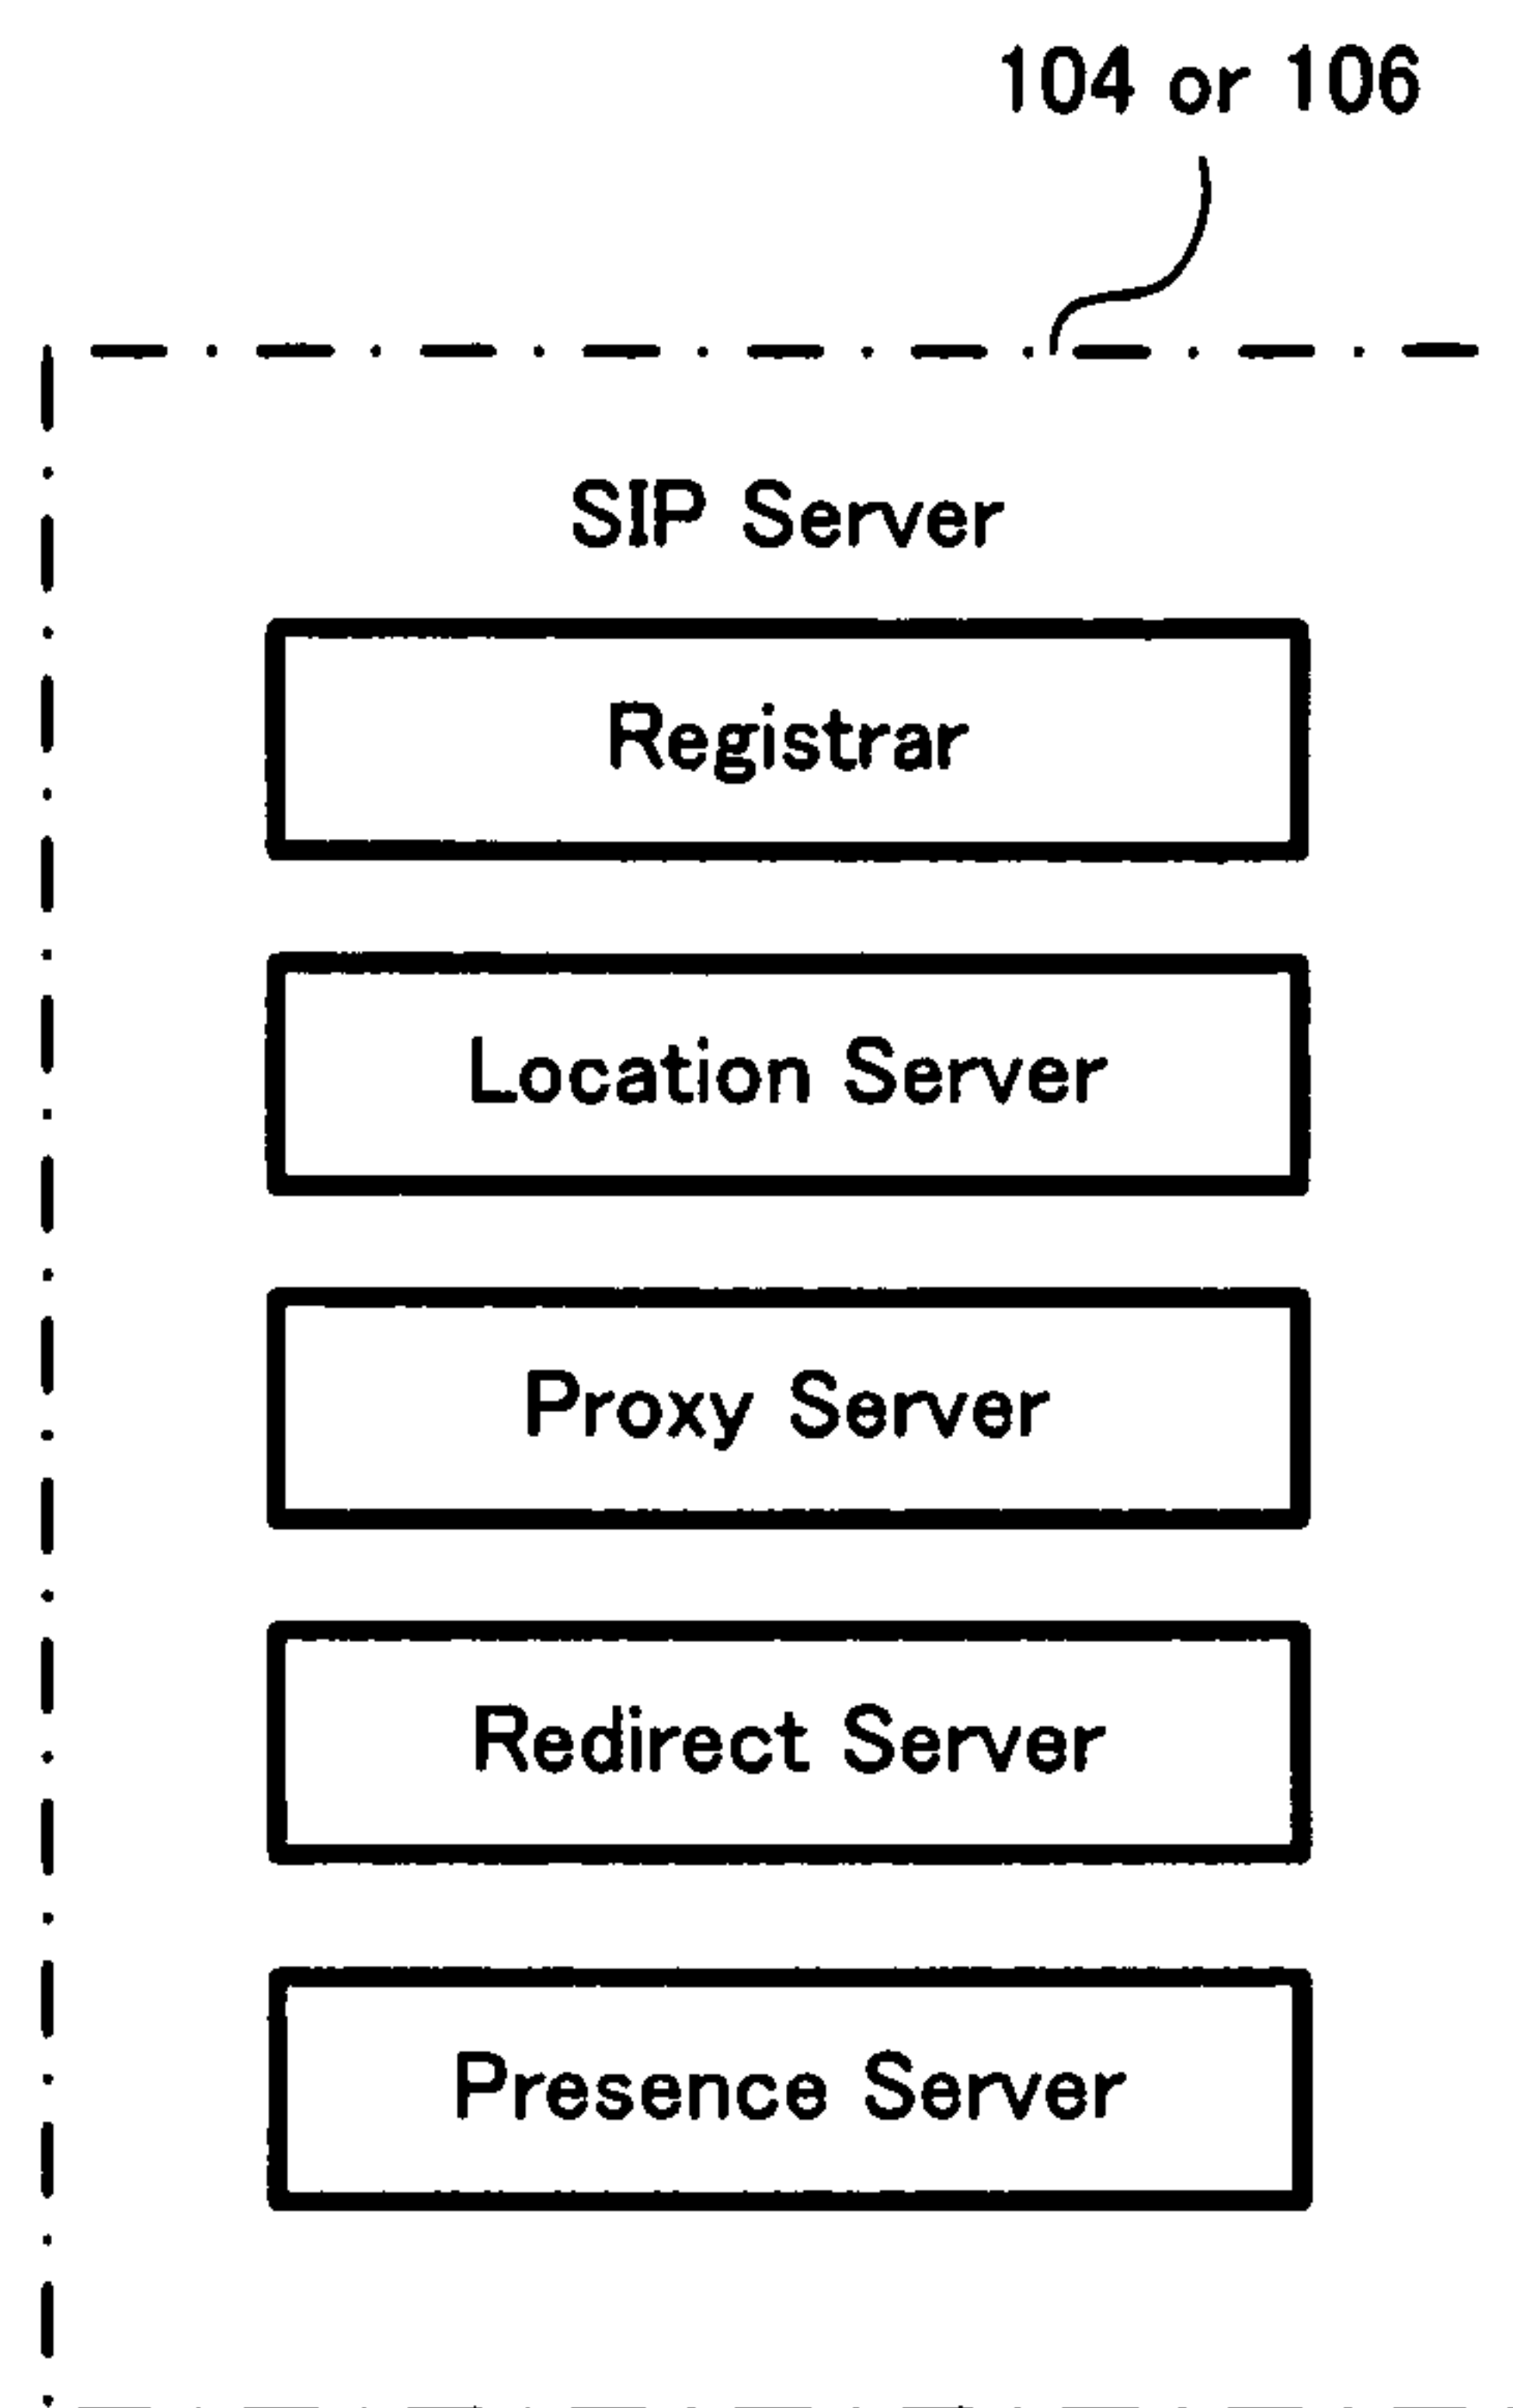 104 or 106
SIP Server
Registrar
Location Server
Proxy Server
Redirect Server
Presence Server